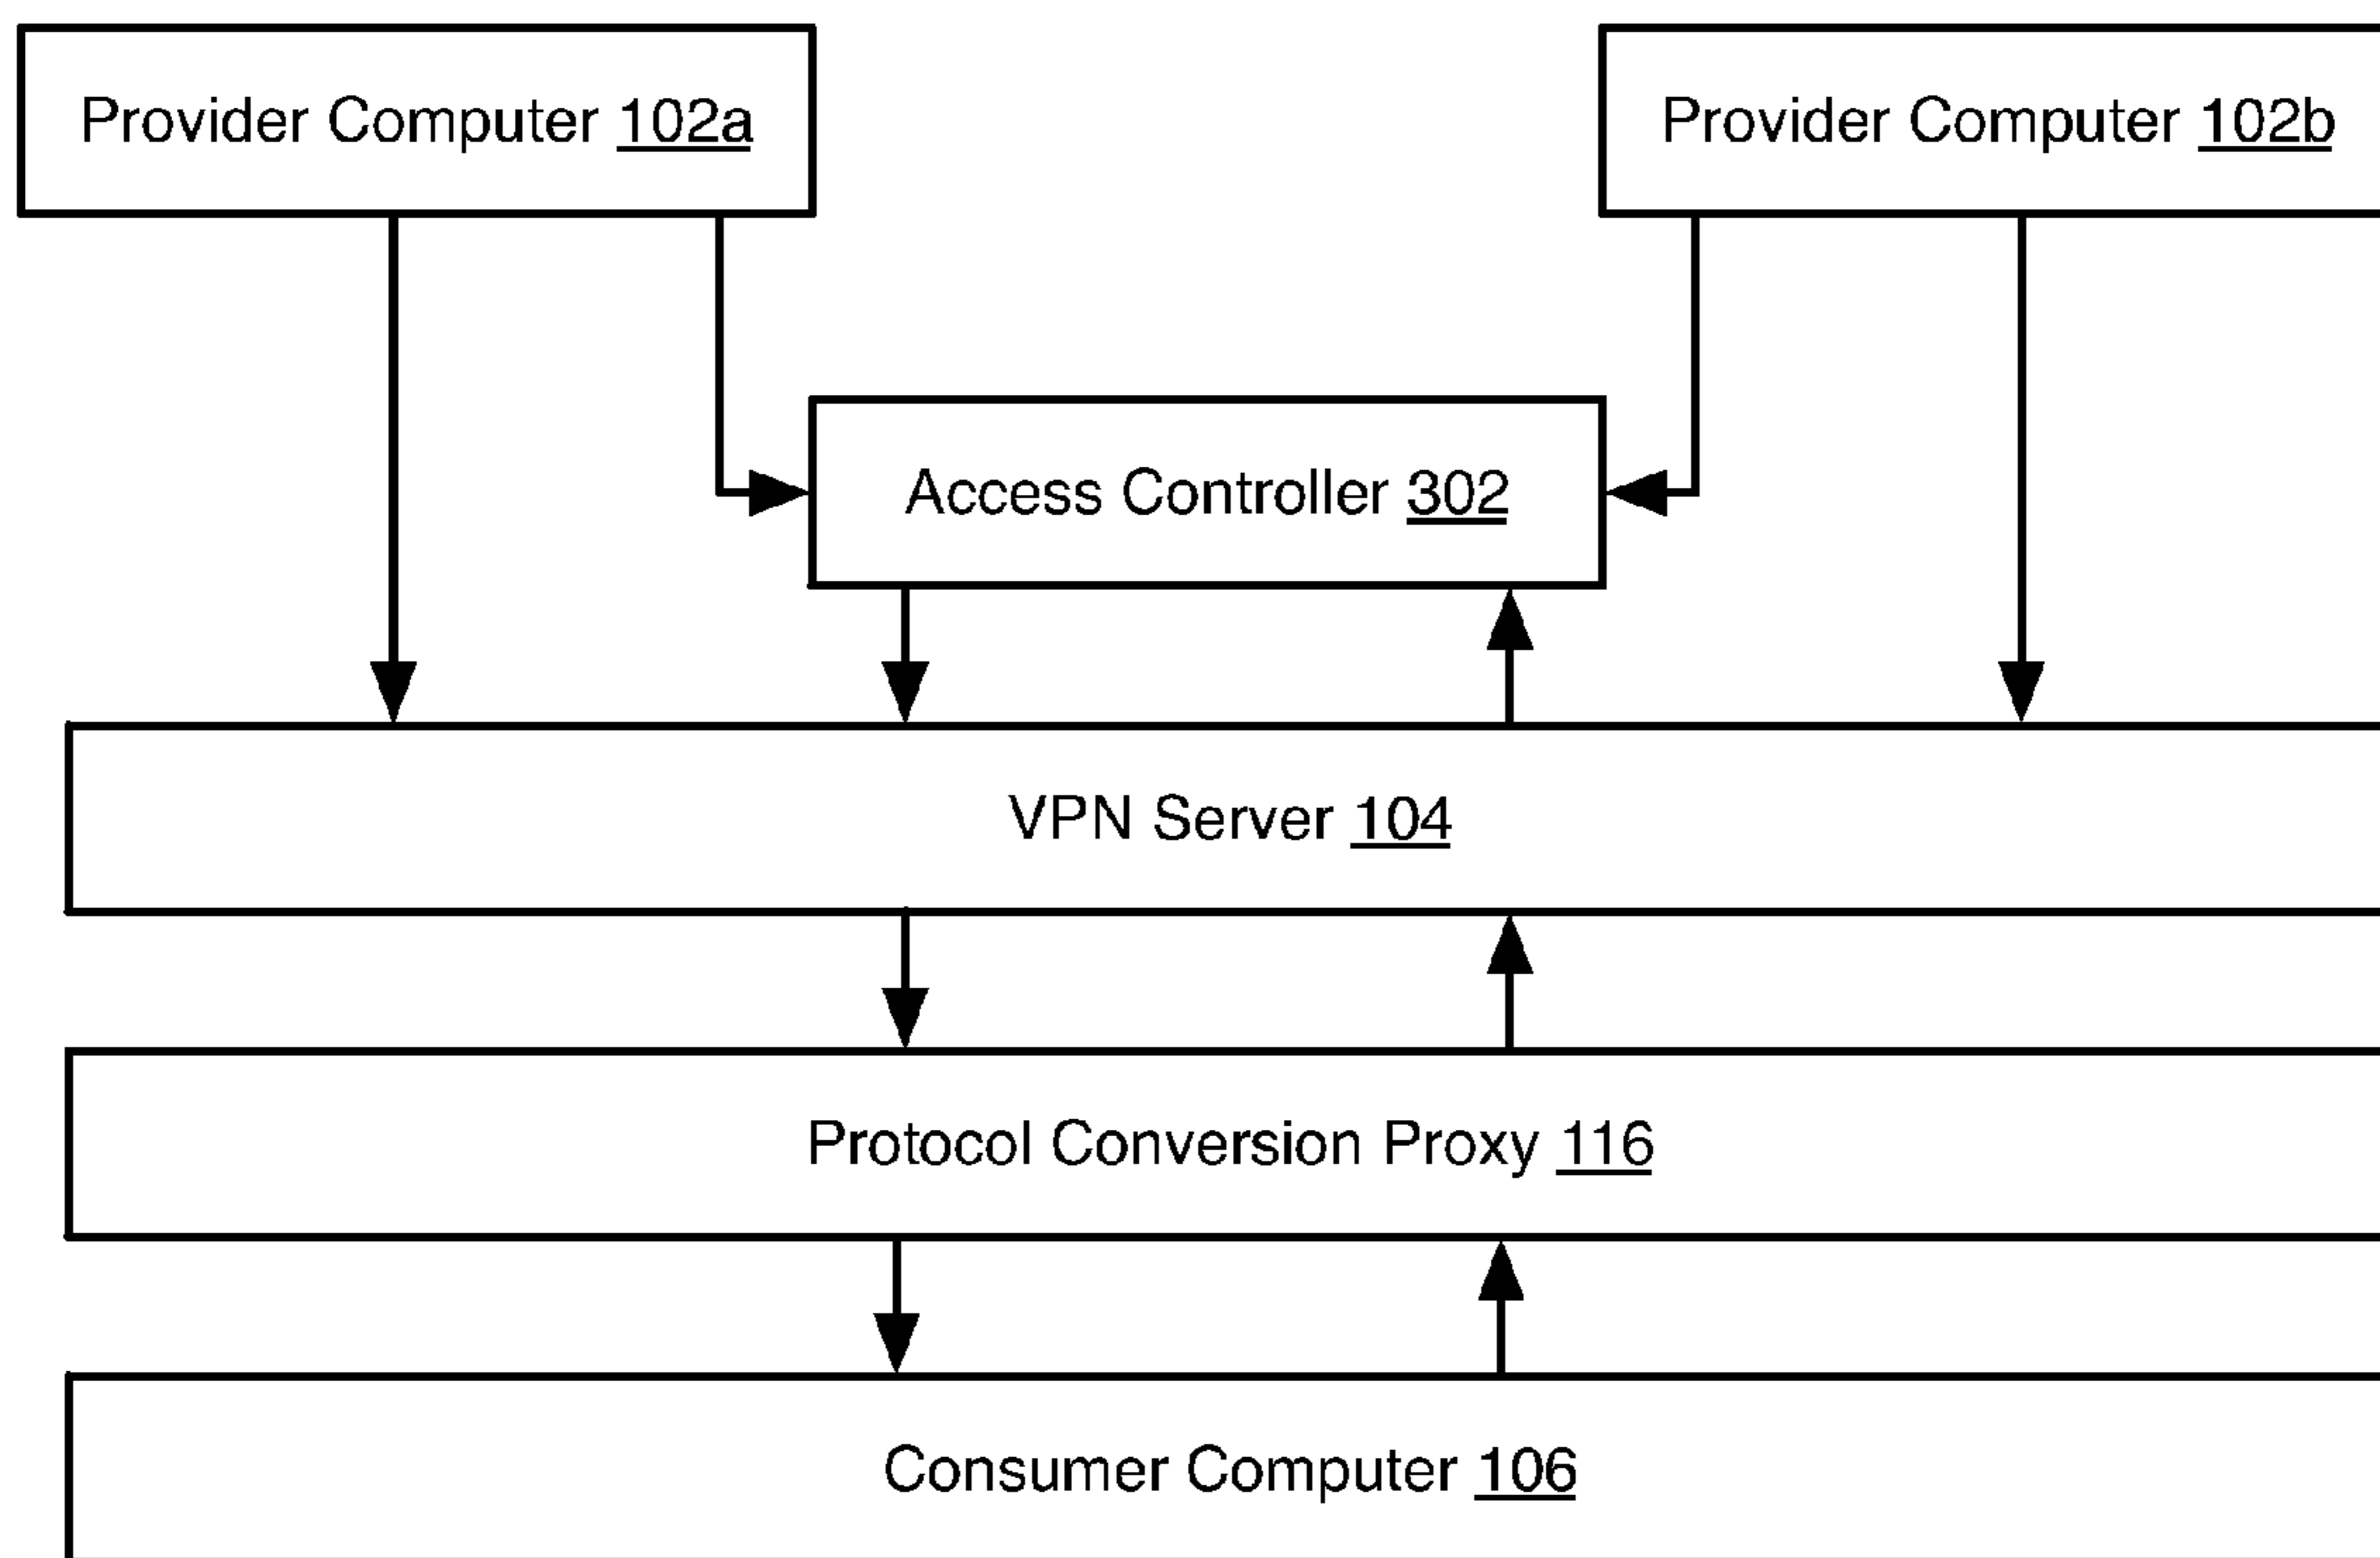 Provider Computer 102a
Provider Computer 102b
Access Controller 302
VPN Server 104
Protocol Conversion Proxy 116
Consumer Computer 106